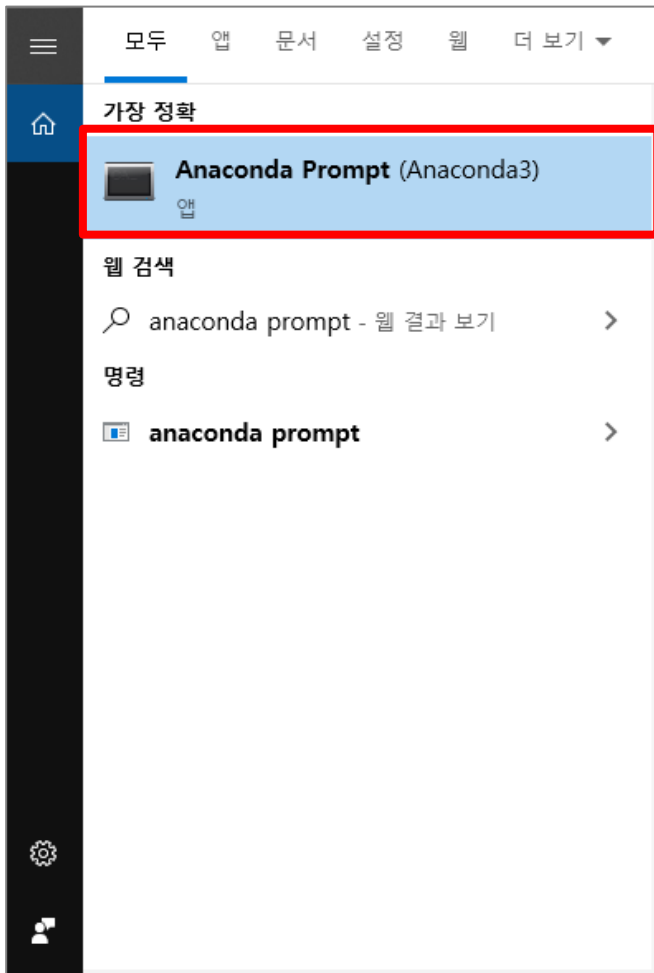 모두 앱 문서 설정 웹 더 보기
가장 정확
Anaconda Prompt (Anaconda3)
앱
웹 검색
anaconda prompt - 웹 결과 보기
명령
anaconda prompt